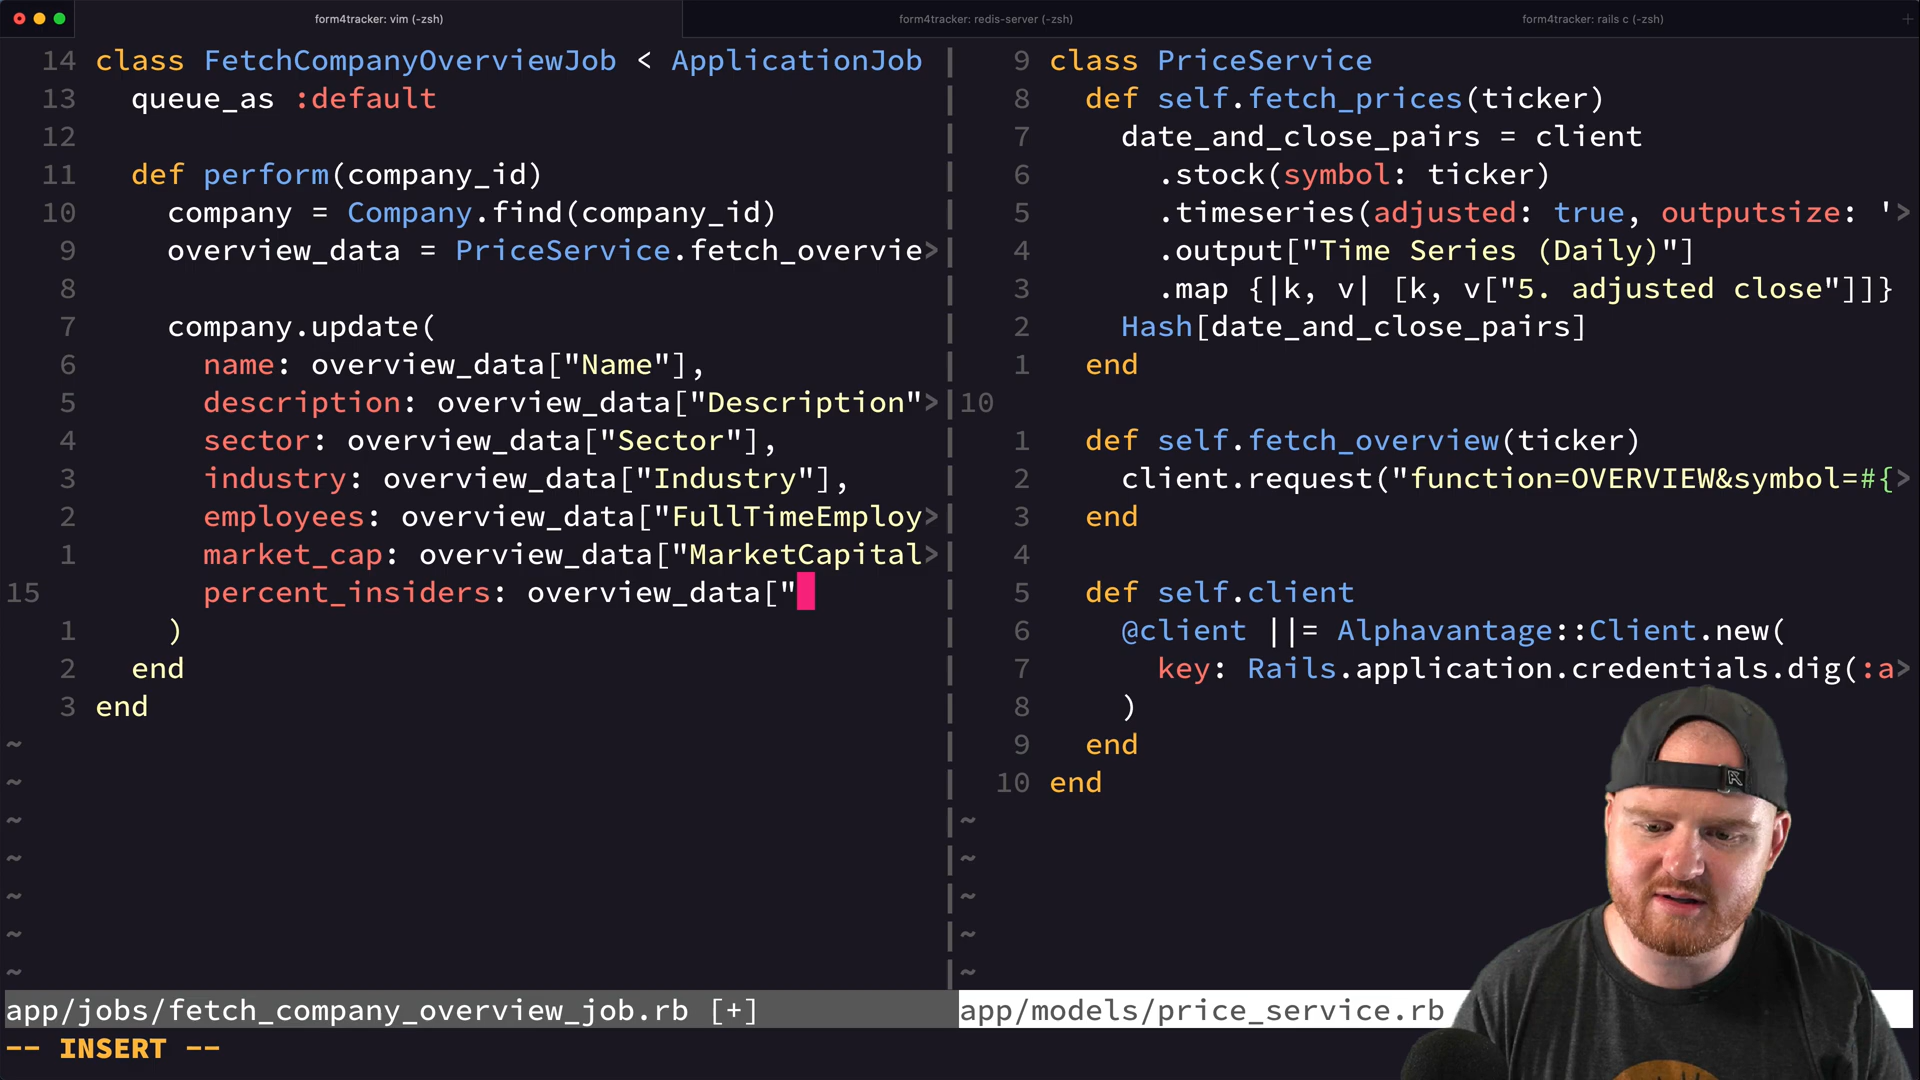 form4tracker: vim (-zsh)
form4tracker: redis-server (-zsh)
form4tracker: rails c (-zsh)
14 class FetchCompanyOverviewJob < ApplicationJob
13 queue_as :default
12
11 def perform(company_id)
10 company = Company.find(company_id)
9 overview_data = PriceService.fetch_overvie>
8
7 company.update(
6 name: overview_data["Name"],
5 description: overview_data["Description">
4 sector: overview_data["Sector"],
3 industry: overview_data["Industry"],
2 employees: overview_data["FullTimeEmploy>
1 market_cap: overview_data["MarketCapital>
15 percent_insiders: overview_data["
1 )
2 end
3 end
~
~
~
~
~
~
~
app/jobs/fetch_company_overview_job.rb [+]
-- INSERT --
9 class PriceService
8 def self.fetch_prices(ticker)
7 date_and_close_pairs = client
6 .stock(symbol: ticker)
5 .timeseries(adjusted: true, outputsize: '>
4 .output["Time Series (Daily)"]
3 .map {|k, v| [k, v["5. adjusted close"]]}
2 Hash[date_and_close_pairs]
1 end
10
1 def self.fetch_overview(ticker)
2 client.request("function=OVERVIEW&symbol=#{>
3 end
4
5 def self.client
6 @client ||= Alphavantage::Client.new(
7 key: Rails.application.credentials.dig(:a>
8 )
9 end
10 end
~
~
~
~
~
app/models/price_service.rb